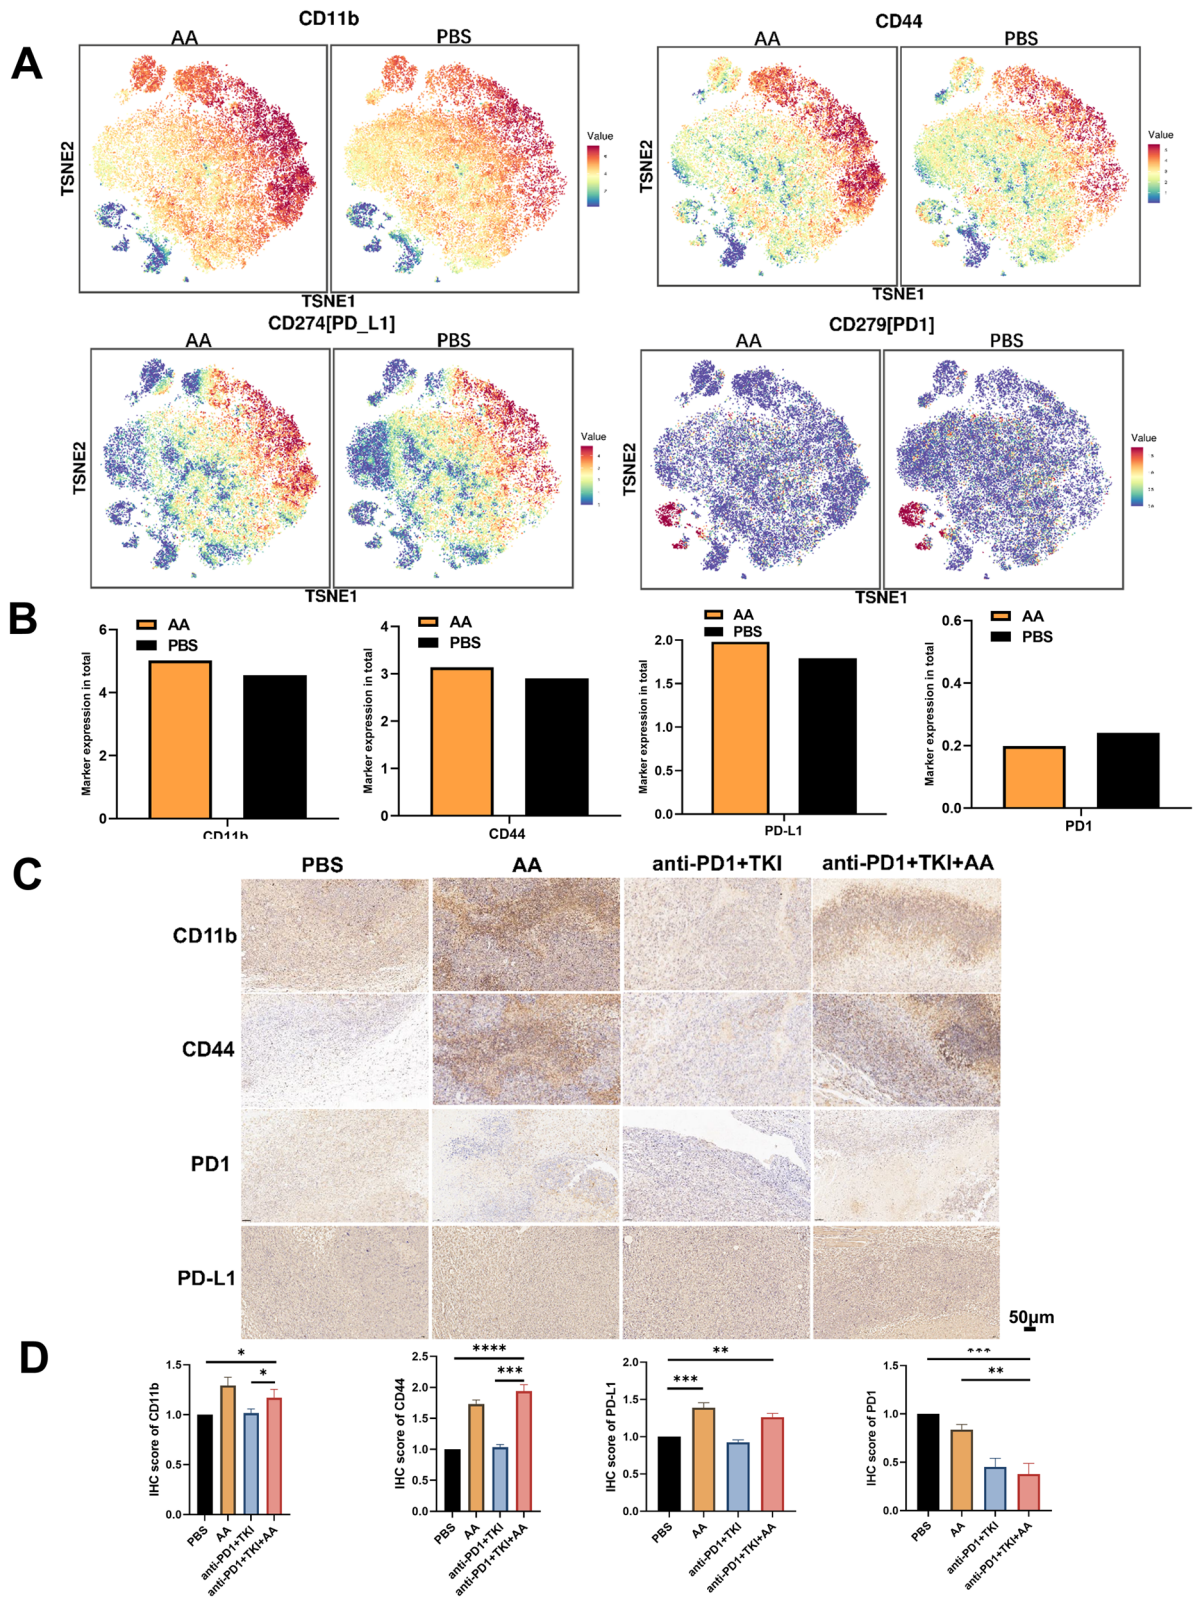 A
CD11b
AA
PBS
TSNE2
TSNE1
Value
CD44
AA
PBS
TSNE2
TSNE1
Value
CD274[PD_L1]
AA
PBS
TSNE2
TSNE1
Value
CD279[PD1]
AA
PBS
TSNE2
TSNE1
Value
B
AA
PBS
Marker expression in total
6
4
2
0
CD11b
AA
PBS
Marker expression in total
4
3
2
1
0
CD44
AA
PBS
Marker expression in total
2.0
1.5
1.0
0.5
0.0
PD-L1
AA
PBS
Marker expression in total
0.6
0.4
0.2
0.0
PD1
C
PBS
AA
anti-PD1+TKI
anti-PD1+TKI+AA
CD11b
CD44
PD1
PD-L1
50μm
D
IHC score of CD11b
1.5
1.0
0.5
0.0
*
*
PBS
AA
anti-PD1+TKI
anti-PD1+TKI+AA
IHC score of CD44
2.5
2.0
1.5
1.0
0.5
0.0
****
***
PBS
AA
anti-PD1+TKI
anti-PD1+TKI+AA
IHC score of PD-L1
2.0
1.5
1.0
0.5
0.0
**
***
PBS
AA
anti-PD1+TKI
anti-PD1+TKI+AA
IHC score of PD1
1.5
1.0
0.5
0.0
***
**
PBS
AA
anti-PD1+TKI
anti-PD1+TKI+AA